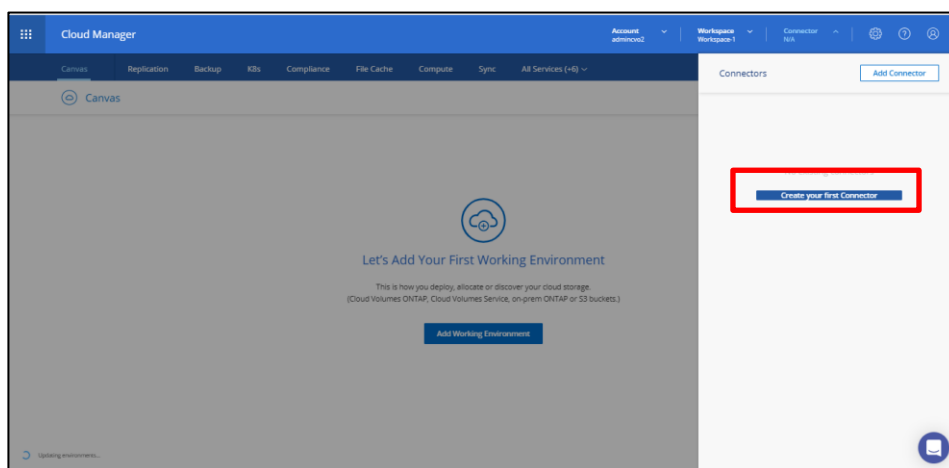 Cloud Manager
Account
admincvo2
Workspace
Workspace-1
Connector
N/A
Canvas
Replication
Backup
K8s
Compliance
File Cache
Compute
Sync
All Services (+6)
Connectors
Add Connector
Canvas
Create your first Connector
Let's Add Your First Working Environment
This is how you deploy, allocate or discover your cloud storage.
(Cloud Volumes ONTAP, Cloud Volumes Service, on-prem ONTAP or S3 buckets.)
Add Working Environment
Updating environments...